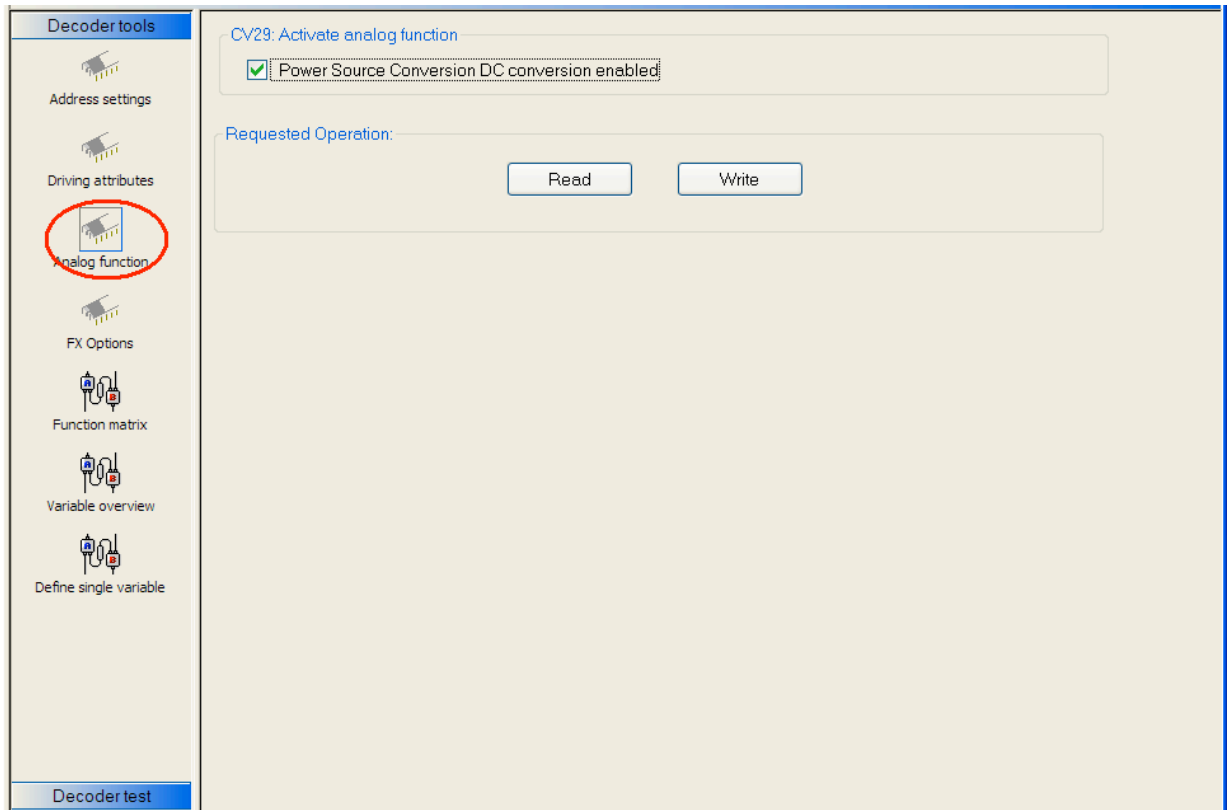 Decoder tools
Address settings
Driving attributes
Analog function
FX Options
Function matrix
Variable overview
Define single variable
Decoder test
CV29: Activate analog function
Power Source Conversion DC conversion enabled
Requested Operation:
Read
Write